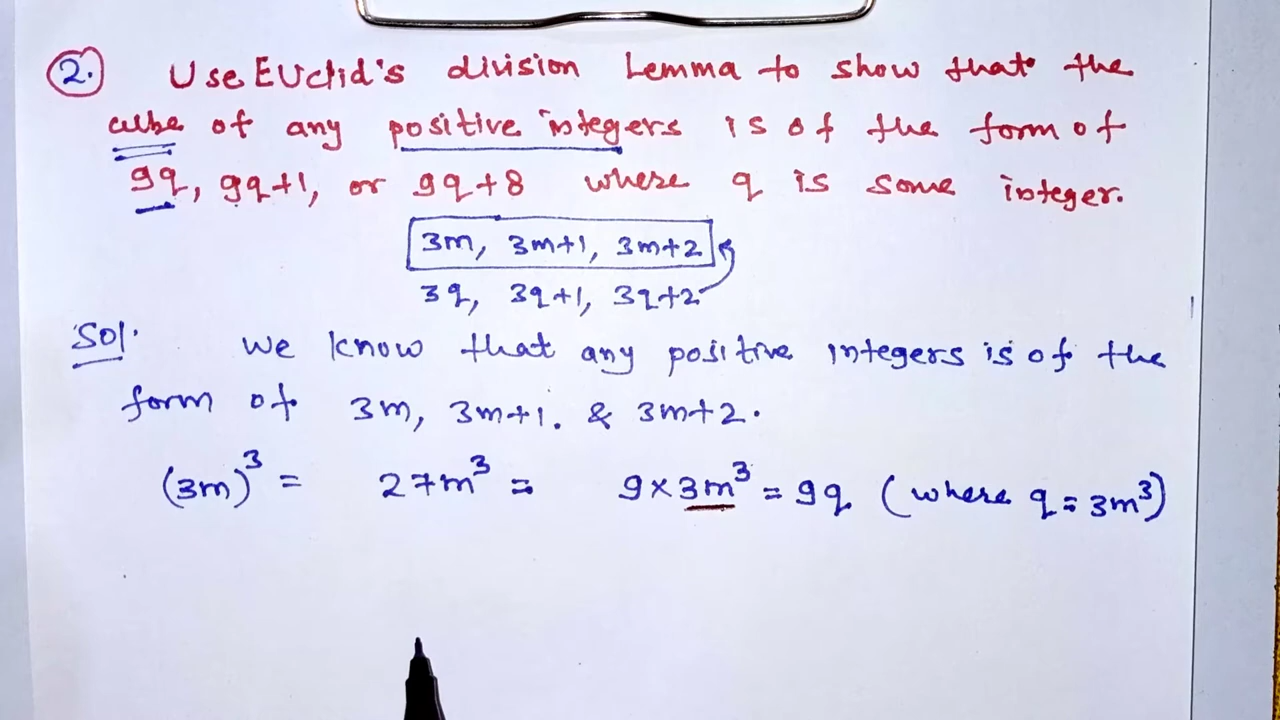 2. Use Euclid's division Lemma to show that the
cube of any positive integers is of the form of
9q, 9q+1, or 9q+8 where q is some integer.
3m, 3m+1, 3m+2
3q, 3q+1, 3q+2
Sol. We know that any positive integers is of the
form of 3m, 3m+1. & 3m+2.
(3m)³ = 27m³ = 9×3m³ = 9q (where q = 3m³)